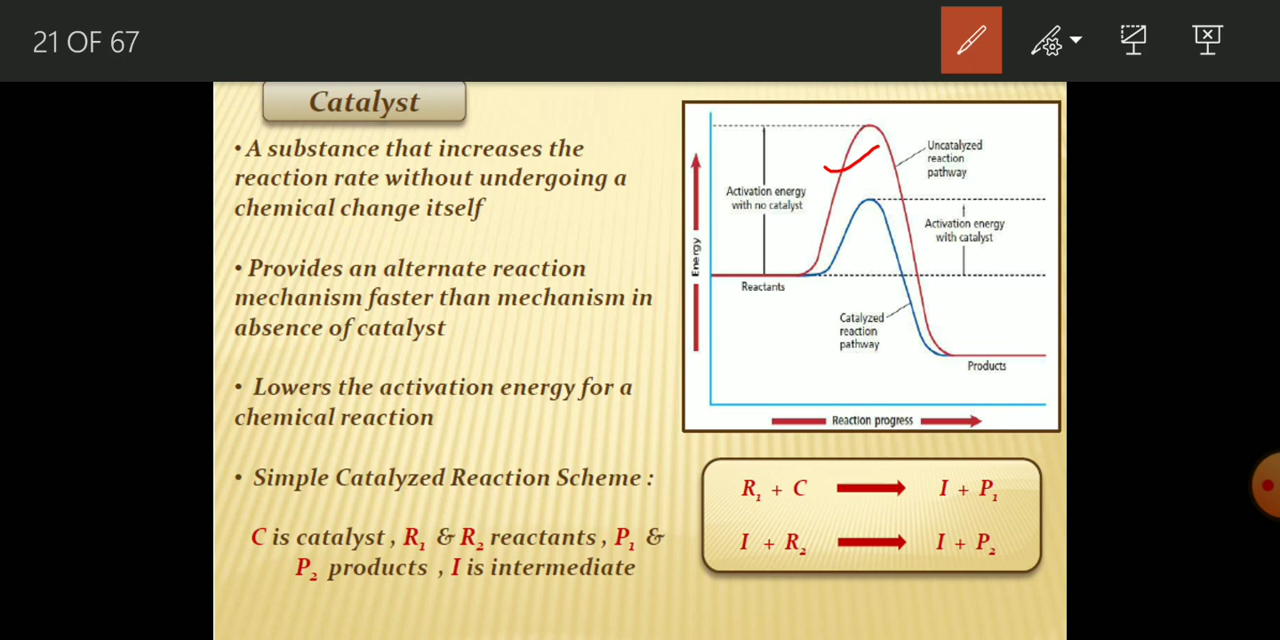 21 OF 67
Catalyst
• A substance that increases the
reaction rate without undergoing a
chemical change itself
• Provides an alternate reaction
mechanism faster than mechanism in
absence of catalyst
• Lowers the activation energy for a
chemical reaction
• Simple Catalyzed Reaction Scheme :
C is catalyst , R₁ & R₂ reactants , P₁ &
P₂ products , I is intermediate
Energy
Activation energy
with no catalyst
Reactants
Uncatalyzed
reaction
pathway
Activation energy
with catalyst
Catalyzed
reaction
pathway
Products
Reaction progress
R₁ + C → I + P₁
I + R₂ → I + P₂